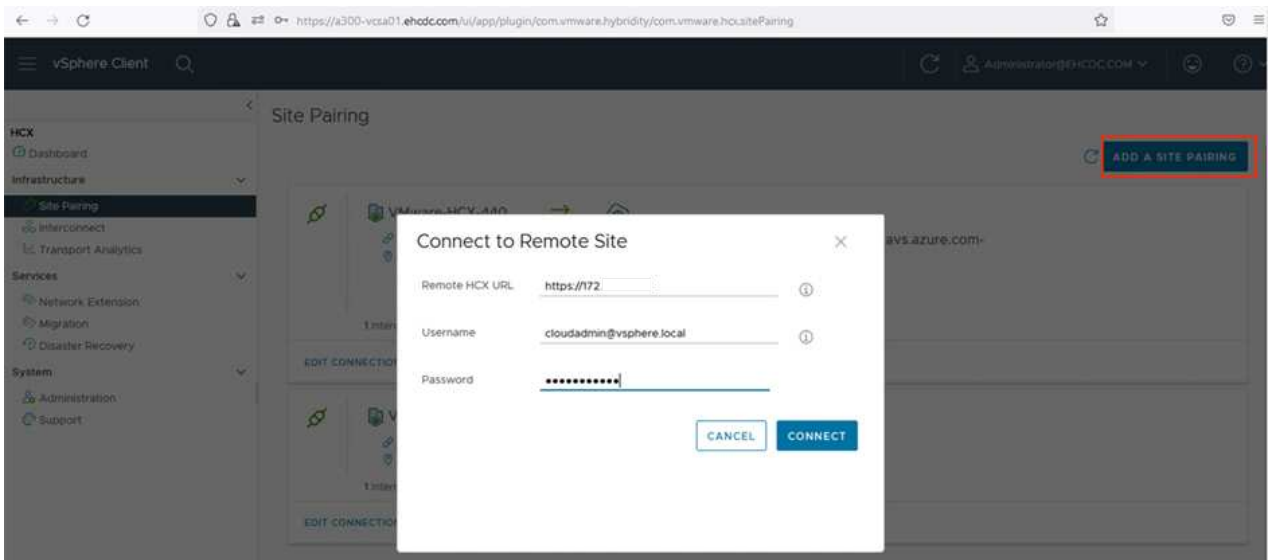 https://a300-vcsa01.ehcdc.com/ui/app/plugin/com.vmware.hybridity/com.vmware.hcx.sitePairing
vSphere Client
Administrator@EHCDC.COM
Site Pairing
ADD A SITE PAIRING
HCX
Dashboard
Infrastructure
Site Pairing
Interconnect
Transport Analytics
Services
Network Extension
Migration
Disaster Recovery
System
Administration
Support
VMware-HCX-440
avs.azure.com-
EDIT CONNECTION
EDIT CONNECTION
Connect to Remote Site
Remote HCX URL https://172
Username cloudadmin@vsphere.local
Password •••••••••••
CANCEL CONNECT